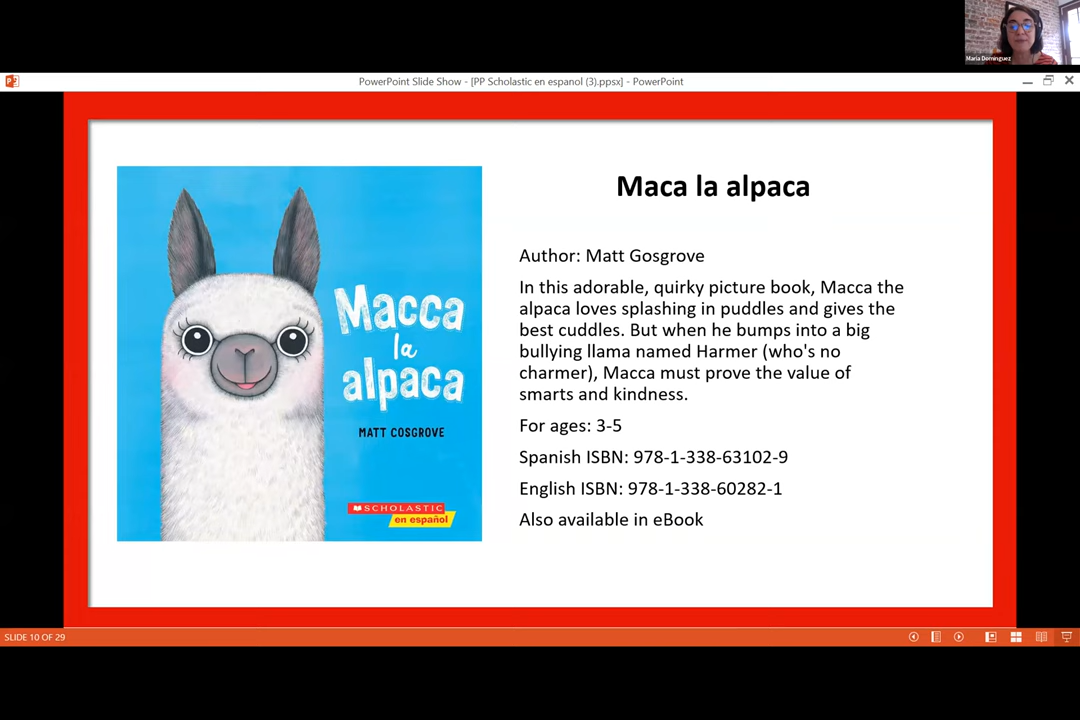 Maria Dominguez
PowerPoint Slide Show - [PP Scholastic en espanol (3).ppsx] - PowerPoint
Macca
la
alpaca
MATT COSGROVE
SCHOLASTIC
en español
Maca la alpaca
Author: Matt Gosgrove
In this adorable, quirky picture book, Macca the
alpaca loves splashing in puddles and gives the
best cuddles. But when he bumps into a big
bullying llama named Harmer (who's no
charmer), Macca must prove the value of
smarts and kindness.
For ages: 3-5
Spanish ISBN: 978-1-338-63102-9
English ISBN: 978-1-338-60282-1
Also available in eBook
SLIDE 10 OF 29